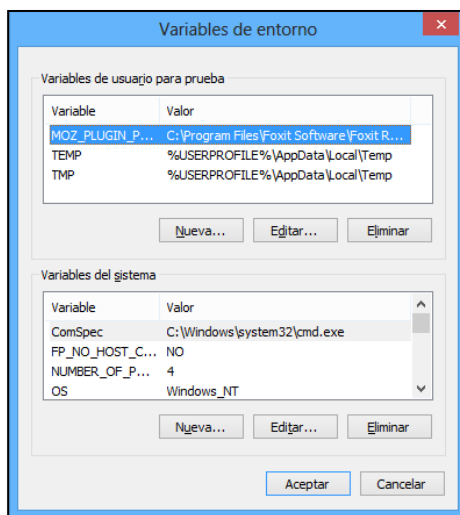 Variables de entorno
Variables de usuario para prueba
Variable Valor
MOZ_PLUGIN_P... C:\Program Files\Foxit Software\Foxit R...
TEMP %USERPROFILE%\AppData\Local\Temp
TMP %USERPROFILE%\AppData\Local\Temp
Nueva... Editar... Eliminar
Variables del sistema
Variable Valor
ComSpec C:\Windows\system32\cmd.exe
FP_NO_HOST_C... NO
NUMBER_OF_P... 4
OS Windows_NT
Nueva... Editar... Eliminar
Aceptar Cancelar